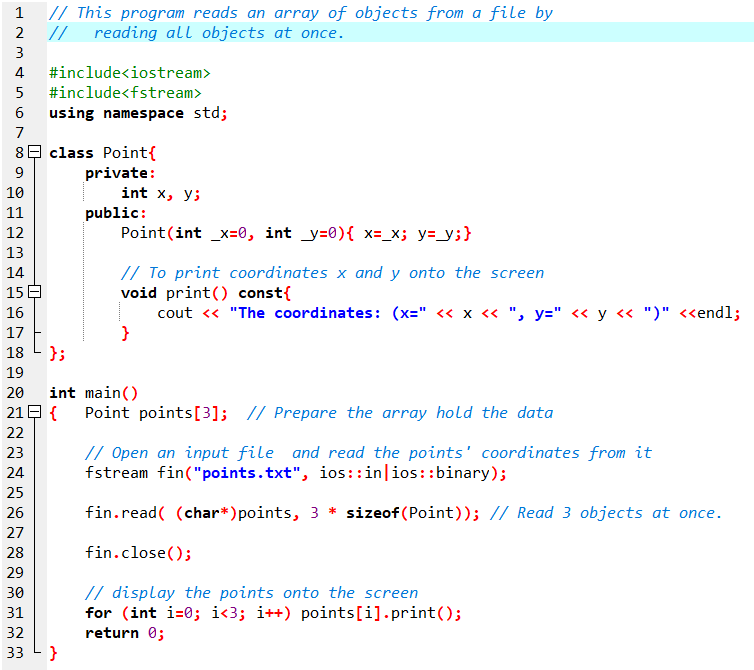 1 // This program reads an array of objects from a file by
2 //   reading all objects at once.
3
4 #include<iostream>
5 #include<fstream>
6 using namespace std;
7
8 class Point{
9     private:
10         int x, y;
11     public:
12         Point(int _x=0, int _y=0){ x=_x; y=_y;}
13
14         // To print coordinates x and y onto the screen
15         void print() const{
16             cout << "The coordinates: (x=" << x << ", y=" << y << ")" <<endl;
17         }
18 };
19
20 int main()
21 {   Point points[3];  // Prepare the array hold the data
22
23     // Open an input file  and read the points' coordinates from it
24     fstream fin("points.txt", ios::in|ios::binary);
25
26     fin.read( (char*)points, 3 * sizeof(Point)); // Read 3 objects at once.
27
28     fin.close();
29
30     // display the points onto the screen
31     for (int i=0; i<3; i++) points[i].print();
32     return 0;
33 }